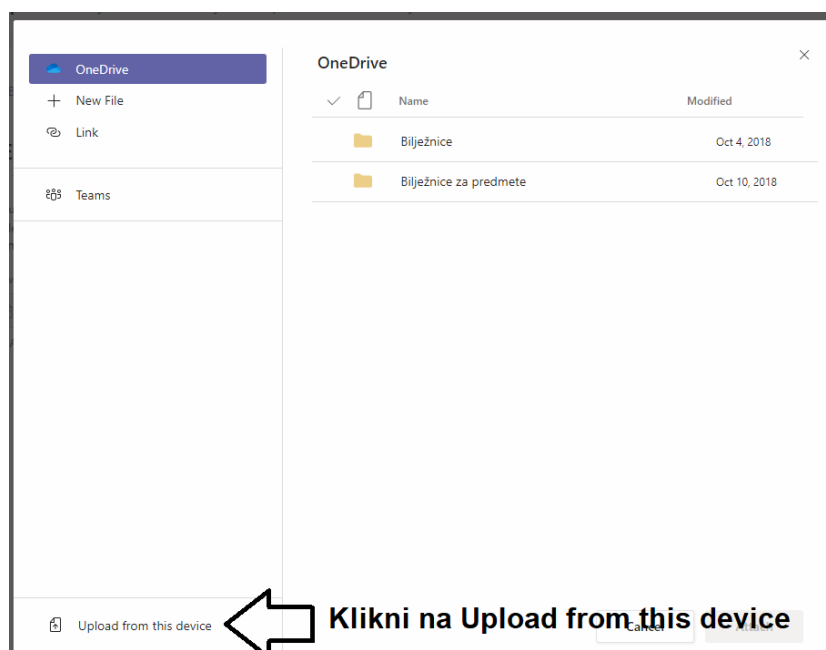 OneDrive
New File
Link
Teams
Upload from this device
OneDrive
Name Modified
Bilježnice Oct 4, 2018
Bilježnice za predmete Oct 10, 2018
Klikni na Upload from this device
Cancel Attach